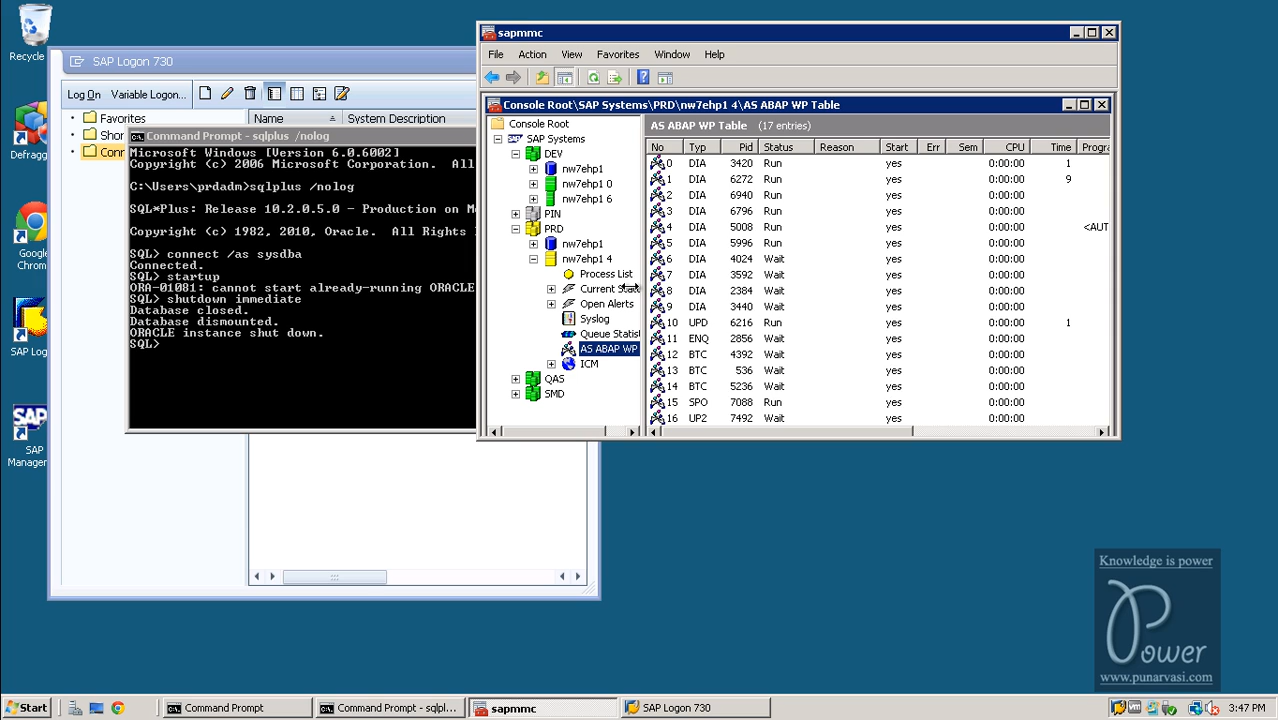 Recycle
Defragg
Google
Chrom
SAP Log
SAP
Manager
SAP Logon 730
Log On
Variable Logon...
Favorites
Shor
Conn
Name
System Description
Command Prompt - sqlplus /nolog
Microsoft Windows [Version 6.0.6002]
Copyright (c) 2006 Microsoft Corporation. All
C:\Users\prdadm>sqlplus /nolog
SQL*Plus: Release 10.2.0.5.0 - Production on M
Copyright (c) 1982, 2010, Oracle. All Rights
SQL> connect /as sysdba
Connected.
SQL> startup
ORA-01081: cannot start already-running ORACLE
SQL> shutdown immediate
Database closed.
Database dismounted.
ORACLE instance shut down.
SQL>
sapmmc
File Action View Favorites Window Help
Console Root\SAP Systems\PRD\nw7ehp1 4\AS ABAP WP Table
Console Root
SAP Systems
DEV
nw7ehp1
nw7ehp1 0
nw7ehp1 6
PIN
PRD
nw7ehp1
nw7ehp1 4
Process List
Current
Open Alerts
Syslog
Queue Statist
AS ABAP WP
ICM
QAS
SMD
AS ABAP WP Table (17 entries)
No Typ Pid Status Reason Start Err Sem CPU Time Progra
0 DIA 3420 Run yes 0:00:00 1
1 DIA 6272 Run yes 0:00:00 9
2 DIA 6940 Run yes 0:00:00
3 DIA 6796 Run yes 0:00:00
4 DIA 5008 Run yes 0:00:00 <AUT
5 DIA 5996 Run yes 0:00:00
6 DIA 4024 Wait yes 0:00:00
7 DIA 3592 Wait yes 0:00:00
8 DIA 2384 Wait yes 0:00:00
9 DIA 3440 Wait yes 0:00:00
10 UPD 6216 Run yes 0:00:00 1
11 ENQ 2856 Wait yes 0:00:00
12 BTC 4392 Wait yes 0:00:00
13 BTC 536 Wait yes 0:00:00
14 BTC 5236 Wait yes 0:00:00
15 SPO 7088 Run yes 0:00:00
16 UP2 7492 Wait yes 0:00:00
Knowledge is power
Power
www.punarvasi.com
Start
Command Prompt
Command Prompt - sqlpl...
sapmmc
SAP Logon 730
3:47 PM